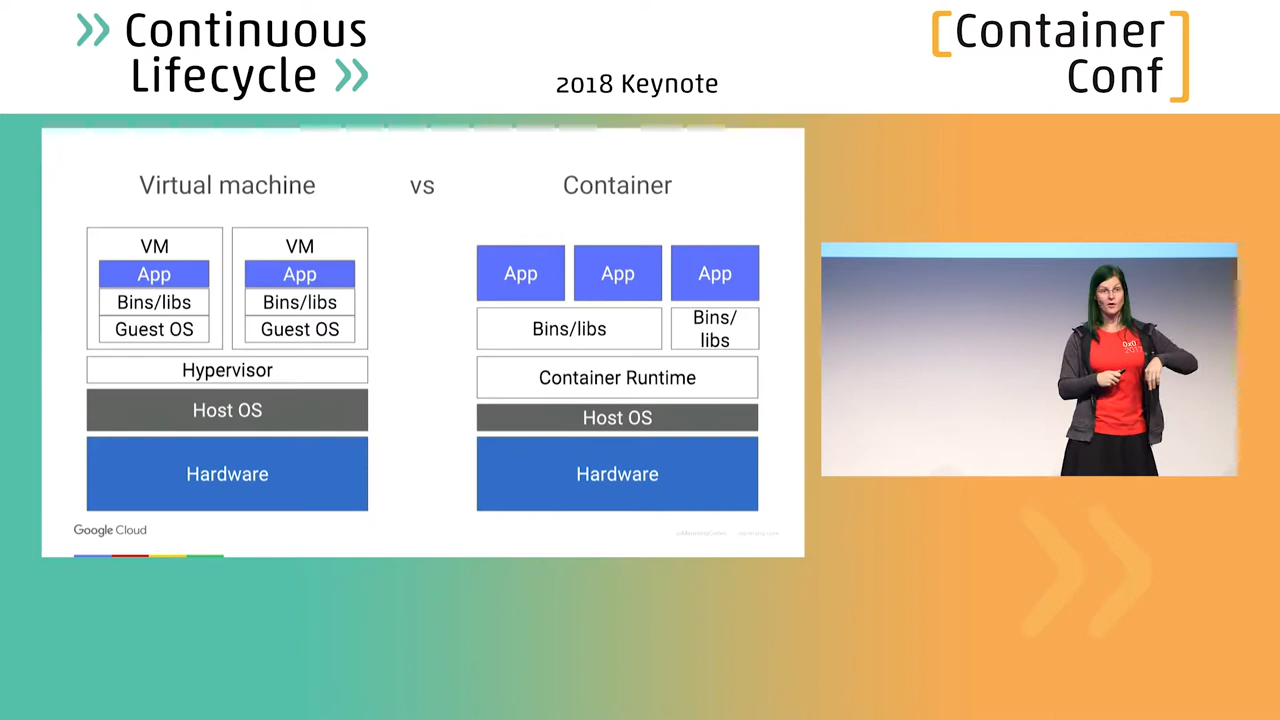 Continuous
Lifecycle
2018 Keynote
Container
Conf
Virtual machine vs Container
VM VM
App App
Bins/libs Bins/libs
Guest OS Guest OS
Hypervisor
Host OS
Hardware
App App App
Bins/libs
Bins/
libs
Container Runtime
Host OS
Hardware
Google Cloud